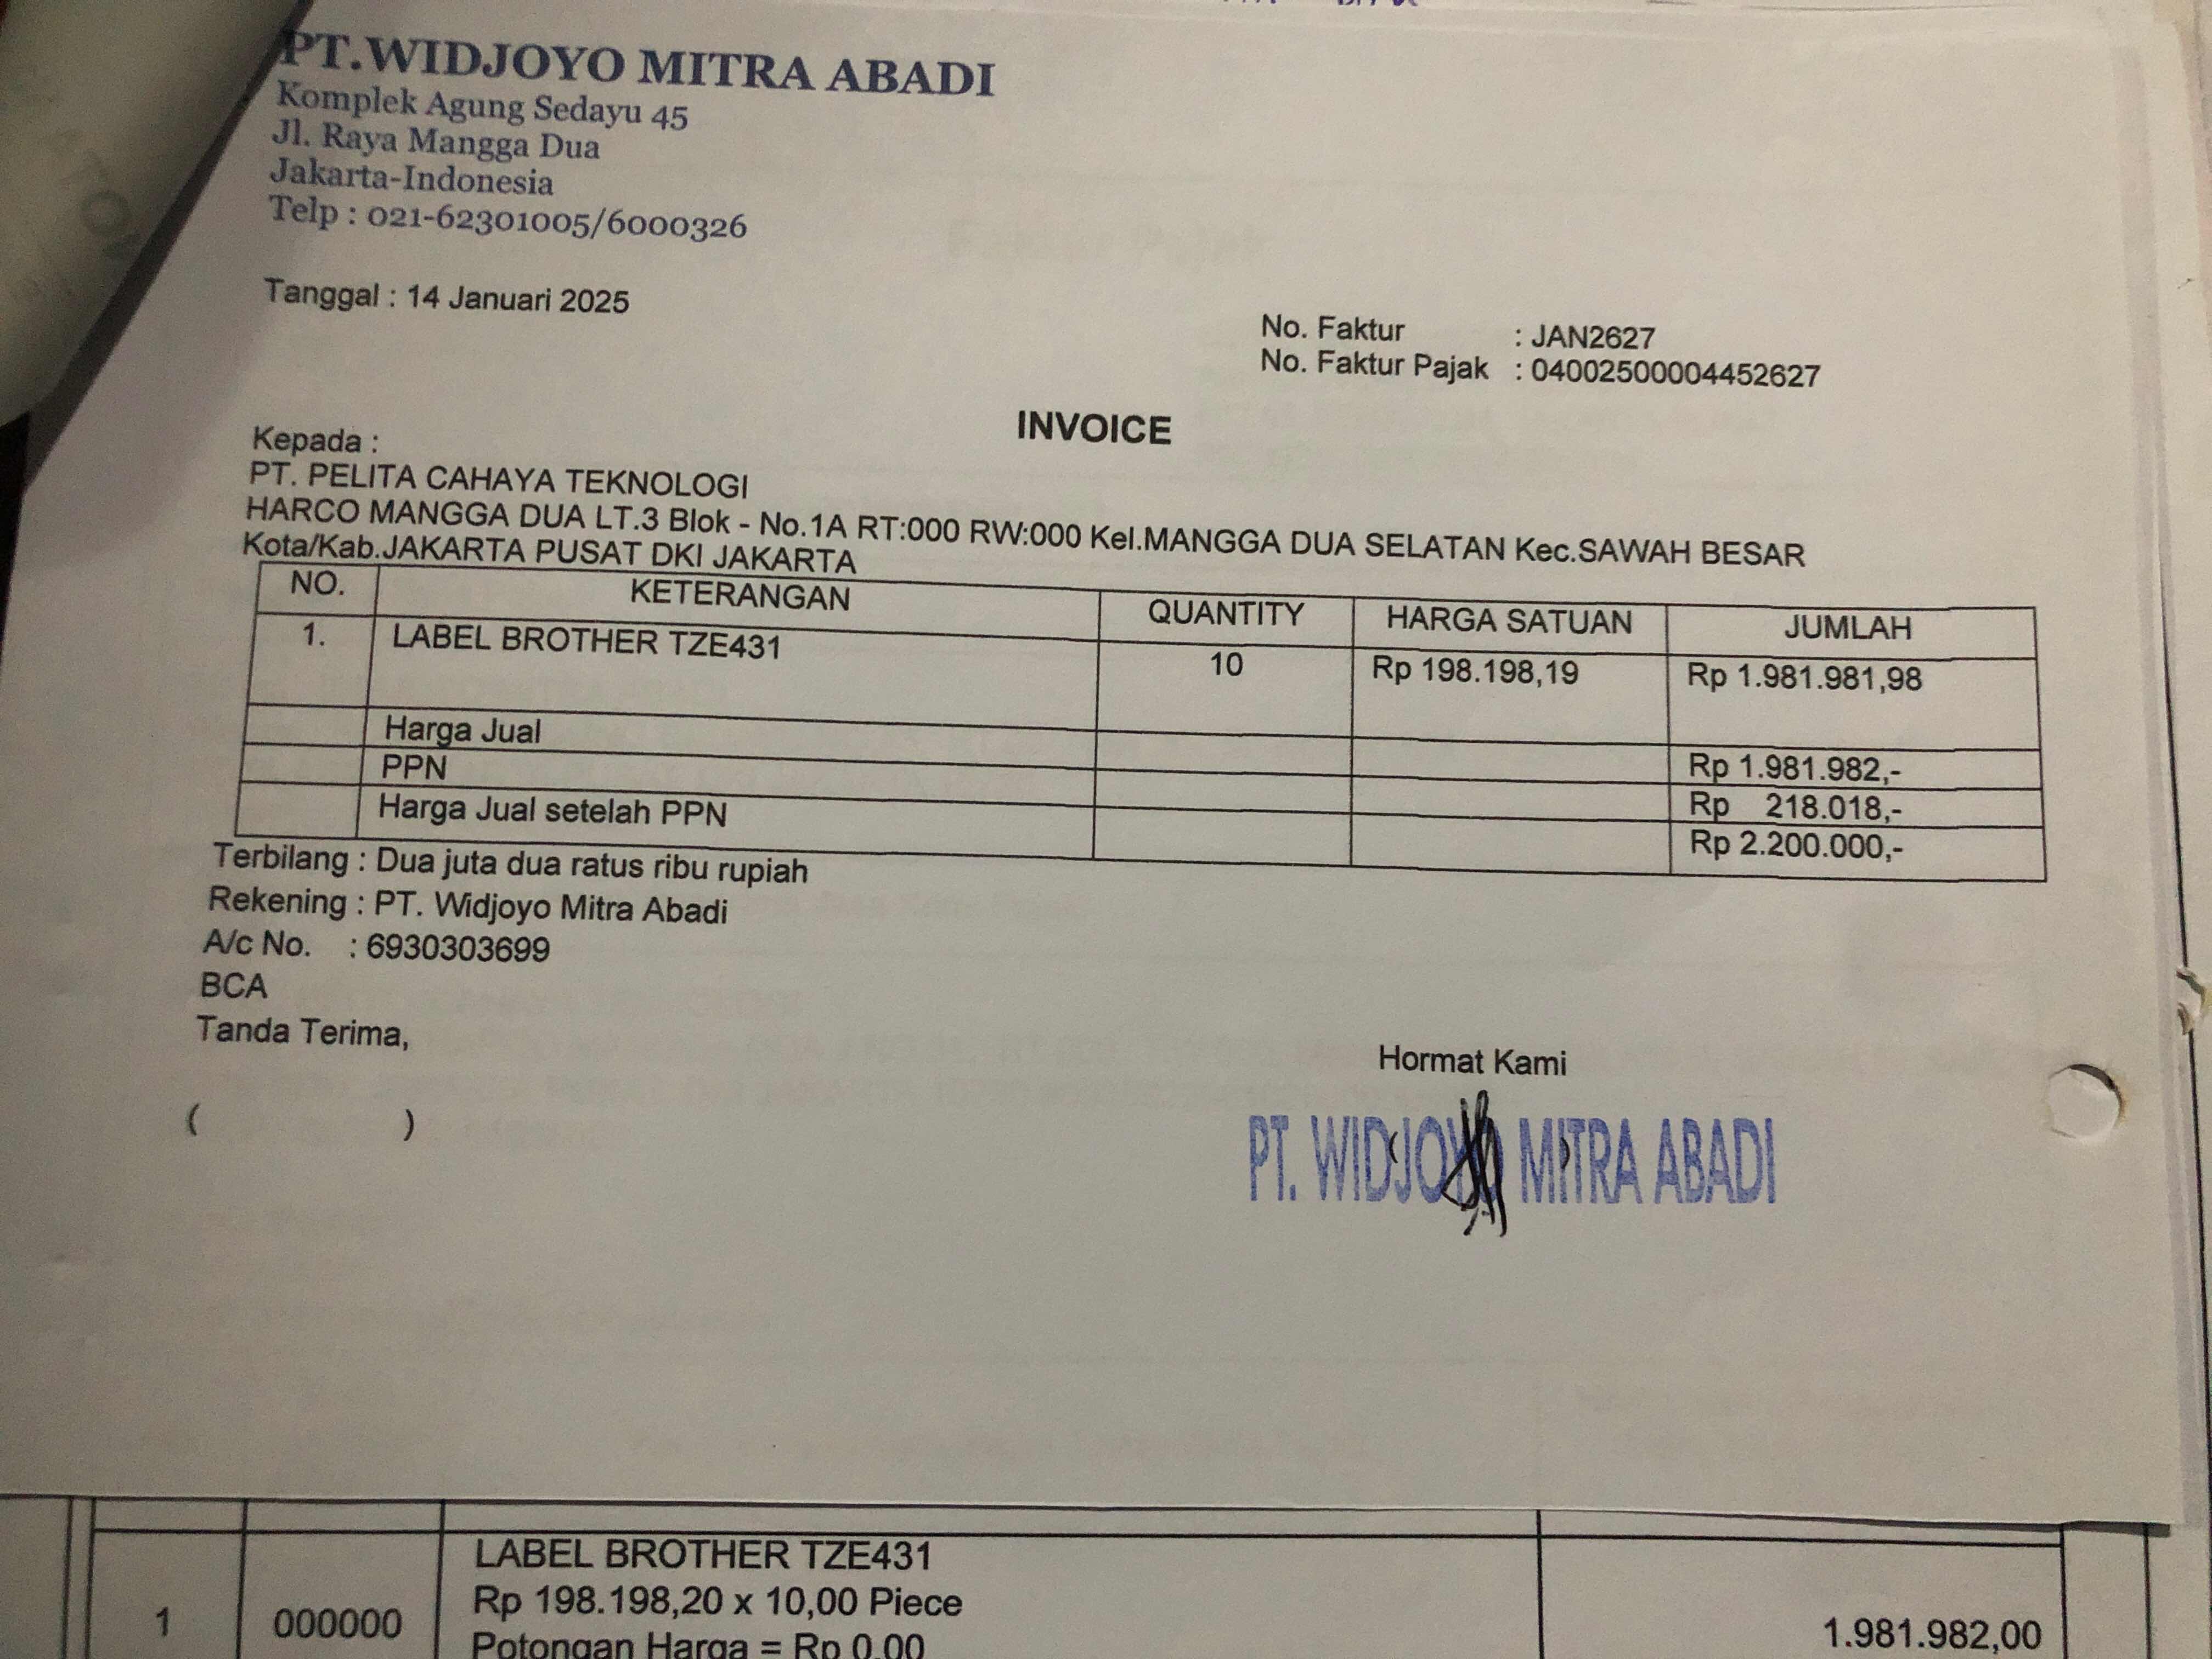 PT.WIDJOYO MITRA ABADI
Komplek Agung Sedayu 45
Jl. Raya Mangga Dua
Jakarta-Indonesia
Telp : 021-62301005/6000326
Tanggal : 14 Januari 2025
No. Faktur : JAN2627
No. Faktur Pajak : 04002500004452627
INVOICE
Kepada :
PT. PELITA CAHAYA TEKNOLOGI
HARCO MANGGA DUA LT.3 Blok - No.1A RT:000 RW:000 Kel.MANGGA DUA SELATAN Kec.SAWAH BESAR
Kota/Kab.JAKARTA PUSAT DKI JAKARTA
NO. KETERANGAN QUANTITY HARGA SATUAN JUMLAH
1. LABEL BROTHER TZE431 10 Rp 198.198,19 Rp 1.981.981,98
Harga Jual Rp 1.981.982,-
PPN Rp 218.018,-
Harga Jual setelah PPN Rp 2.200.000,-
Terbilang : Dua juta dua ratus ribu rupiah
Rekening : PT. Widjoyo Mitra Abadi
A/c No. : 6930303699
BCA
Tanda Terima,
Hormat Kami
( )
PT. WIDJOYO MITRA ABADI
LABEL BROTHER TZE431
Rp 198.198,20 x 10,00 Piece
1 000000 1.981.982,00
Potongan Harga = Rp 0,00